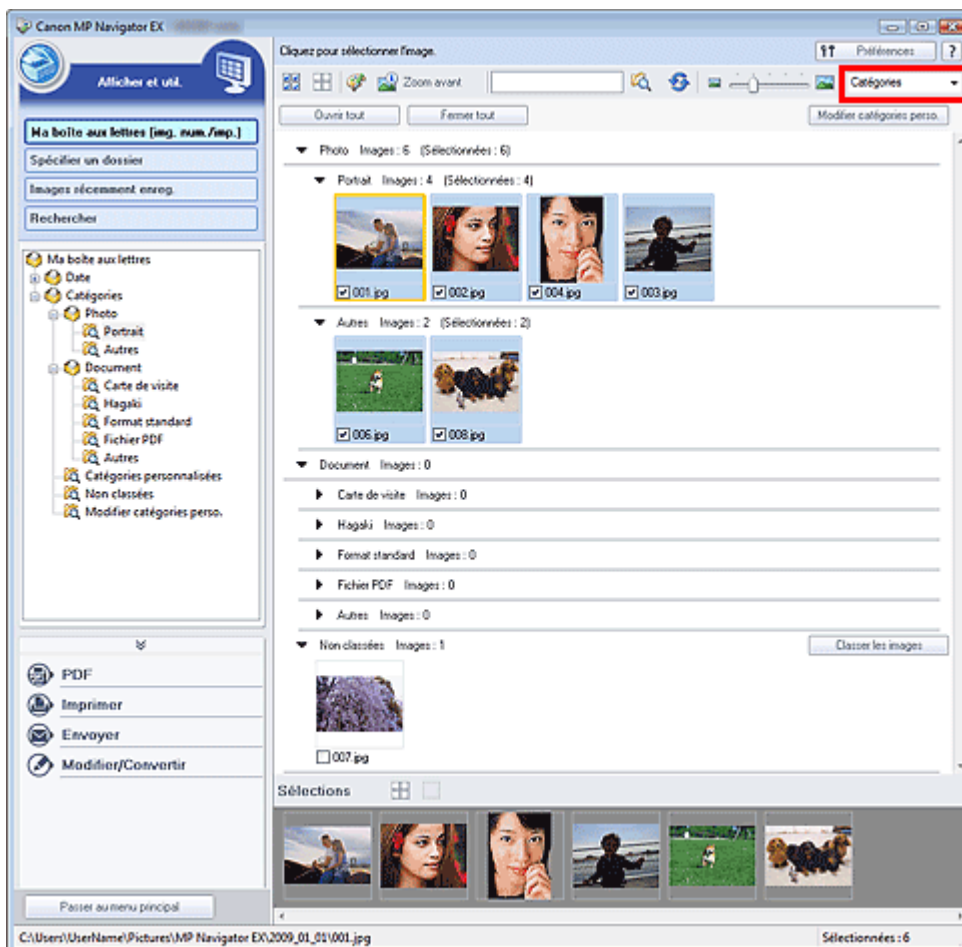 Canon MP Navigator EX
Cliquez pour sélectionner l'image.
Préférences
?
Afficher et util.
Zoom avant
Catégories
Ouvrir tout
Fermer tout
Modifier catégories perso.
Ma boîte aux lettres [img. num./imp.]
Spécifier un dossier
Images récemment enreg.
Rechercher
Ma boîte aux lettres
Date
Catégories
Photo
Portrait
Autres
Document
Carte de visite
Hagaki
Format standard
Fichier PDF
Autres
Catégories personnalisées
Non classées
Modifier catégories perso.
PDF
Imprimer
Envoyer
Modifier/Convertir
Passer au menu principal
Photo Images : 6 (Sélectionnées : 6)
Portrait Images : 4 (Sélectionnées : 4)
001.jpg 002.jpg 004.jpg 003.jpg
Autres Images : 2 (Sélectionnées : 2)
006.jpg 008.jpg
Document Images : 0
Carte de visite Images : 0
Hagaki Images : 0
Format standard Images : 0
Fichier PDF Images : 0
Autres Images : 0
Non classées Images : 1
Classer les images
007.jpg
Sélections
C:\Users\UserName\Pictures\MP Navigator EX\2009_01_01\001.jpg
Sélectionnées : 6